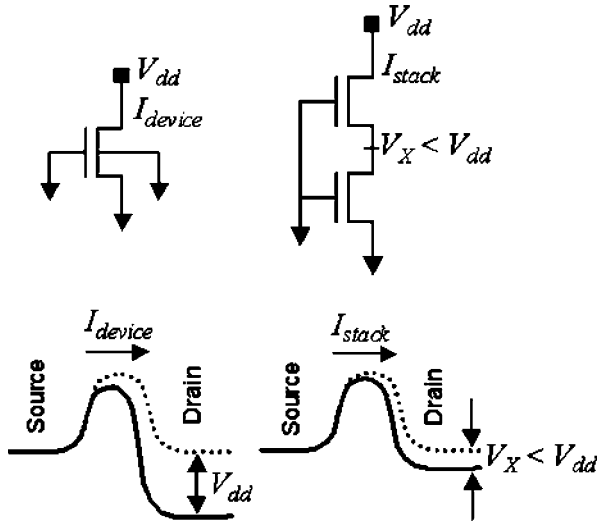 V_dd
I_device
V_dd
I_stack
V_X < V_dd
I_device
Source
Drain
V_dd
I_stack
Source
Drain
V_X < V_dd